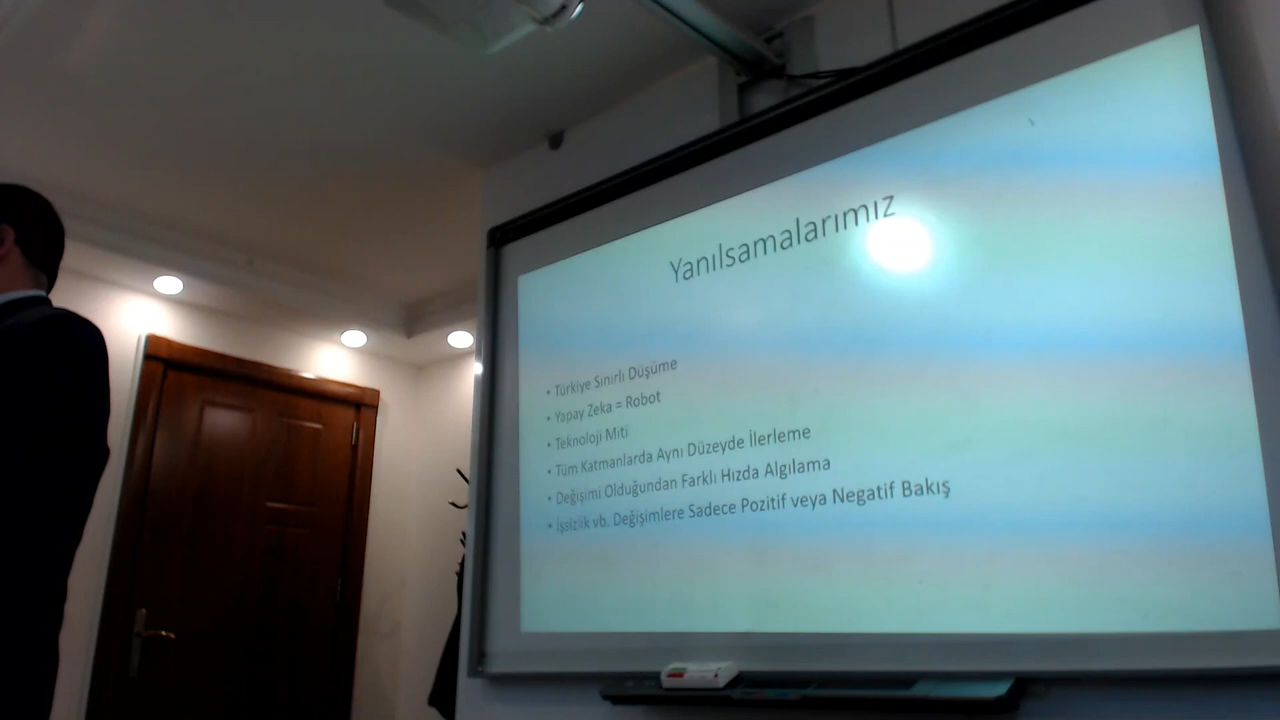 Yanılsamalarımız
• Türkiye Sınırlı Düşüme
• Yapay Zeka = Robot
• Teknoloji Miti
• Tüm Katmanlarda Aynı Düzeyde İlerleme
• Değişimi Olduğundan Farklı Hızda Algılama
• İşsizlik vb. Değişimlere Sadece Pozitif veya Negatif Bakış